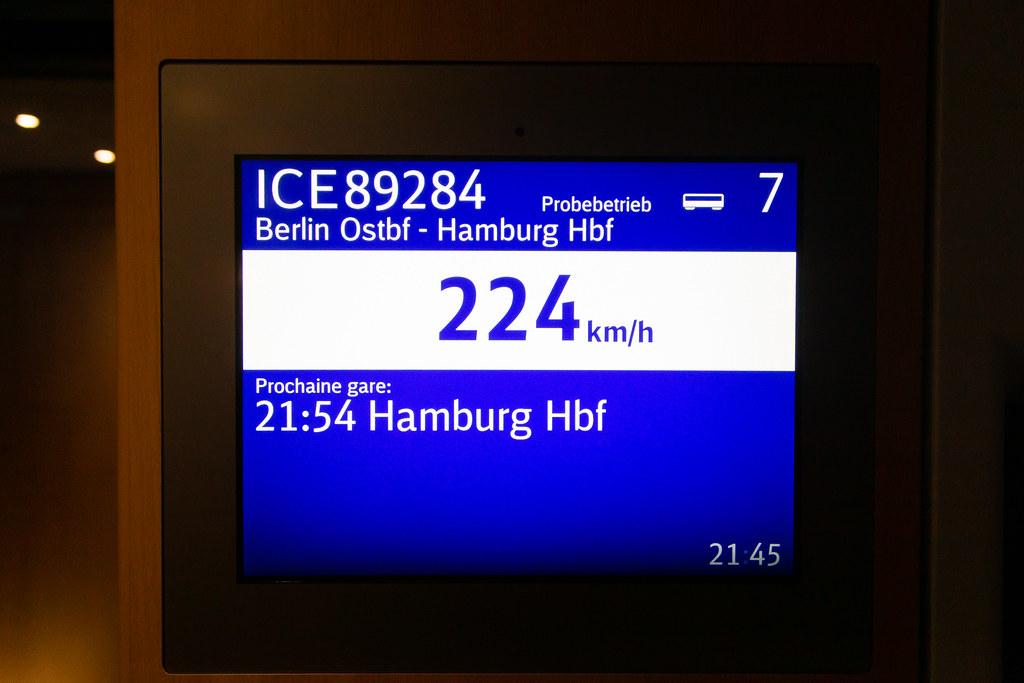 ICE 89284 Probebetrieb 7
Berlin Ostbf - Hamburg Hbf
224 km/h
Prochaine gare:
21:54 Hamburg Hbf
21:45